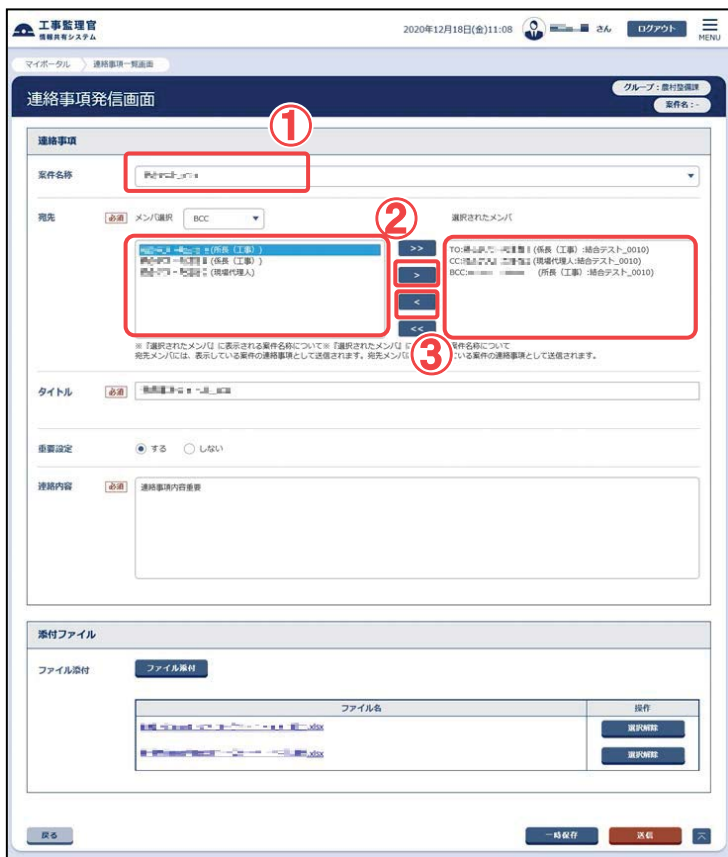 工事監理官
情報共有システム
2020年12月18日(金)11:08
さん
ログアウト
MENU
マイポータル
連絡事項一覧画面
連絡事項発信画面
グループ：農村整備課
案件名：-
①
連絡事項
案件名称
②
宛先
必須
メンバ選択
BCC
選択されたメンバ
(所長（工事）)
(係長（工事）)
(現場代理人)
>>
>
<
<<
TO: (係長（工事）:結合テスト_0010)
CC: (現場代理人:結合テスト_0010)
BCC: (所長（工事）:結合テスト_0010)
③
※『選択されたメンバ』に表示される案件名称について※『選択されたメンバ』に 案件名称について
宛先メンバには、表示している案件の連絡事項として送信されます。宛先メンバに ている案件の連絡事項として送信されます。
タイトル
必須
重要設定
する
しない
連絡内容
必須
連絡事項内容重要
添付ファイル
ファイル添付
ファイル添付
ファイル名
操作
.xlsx
選択解除
.xlsx
選択解除
戻る
一時保存
送信